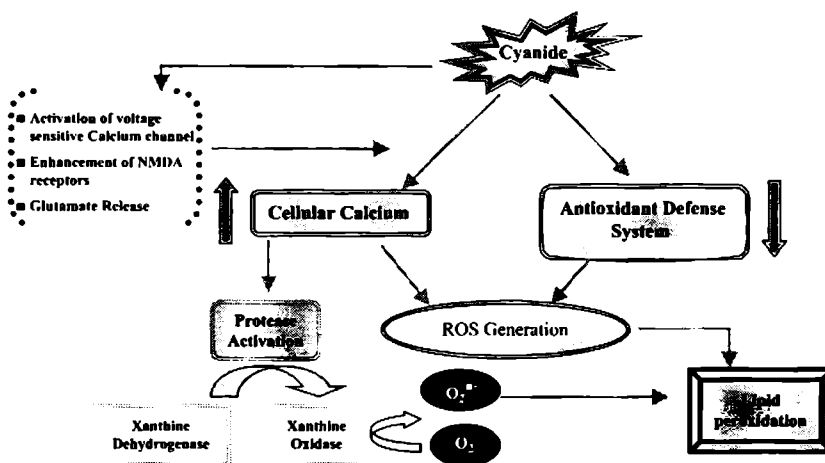 Cyanide
Activation of voltage
sensitive Calcium channel
Enhancement of NMDA
receptors
Glutamate Release
Cellular Calcium
Antioxidant Defense
System
Protease
Activation
ROS Generation
Xanthine
Dehydrogenase
Xanthine
Oxidase
O₂
O₂
peroxidation